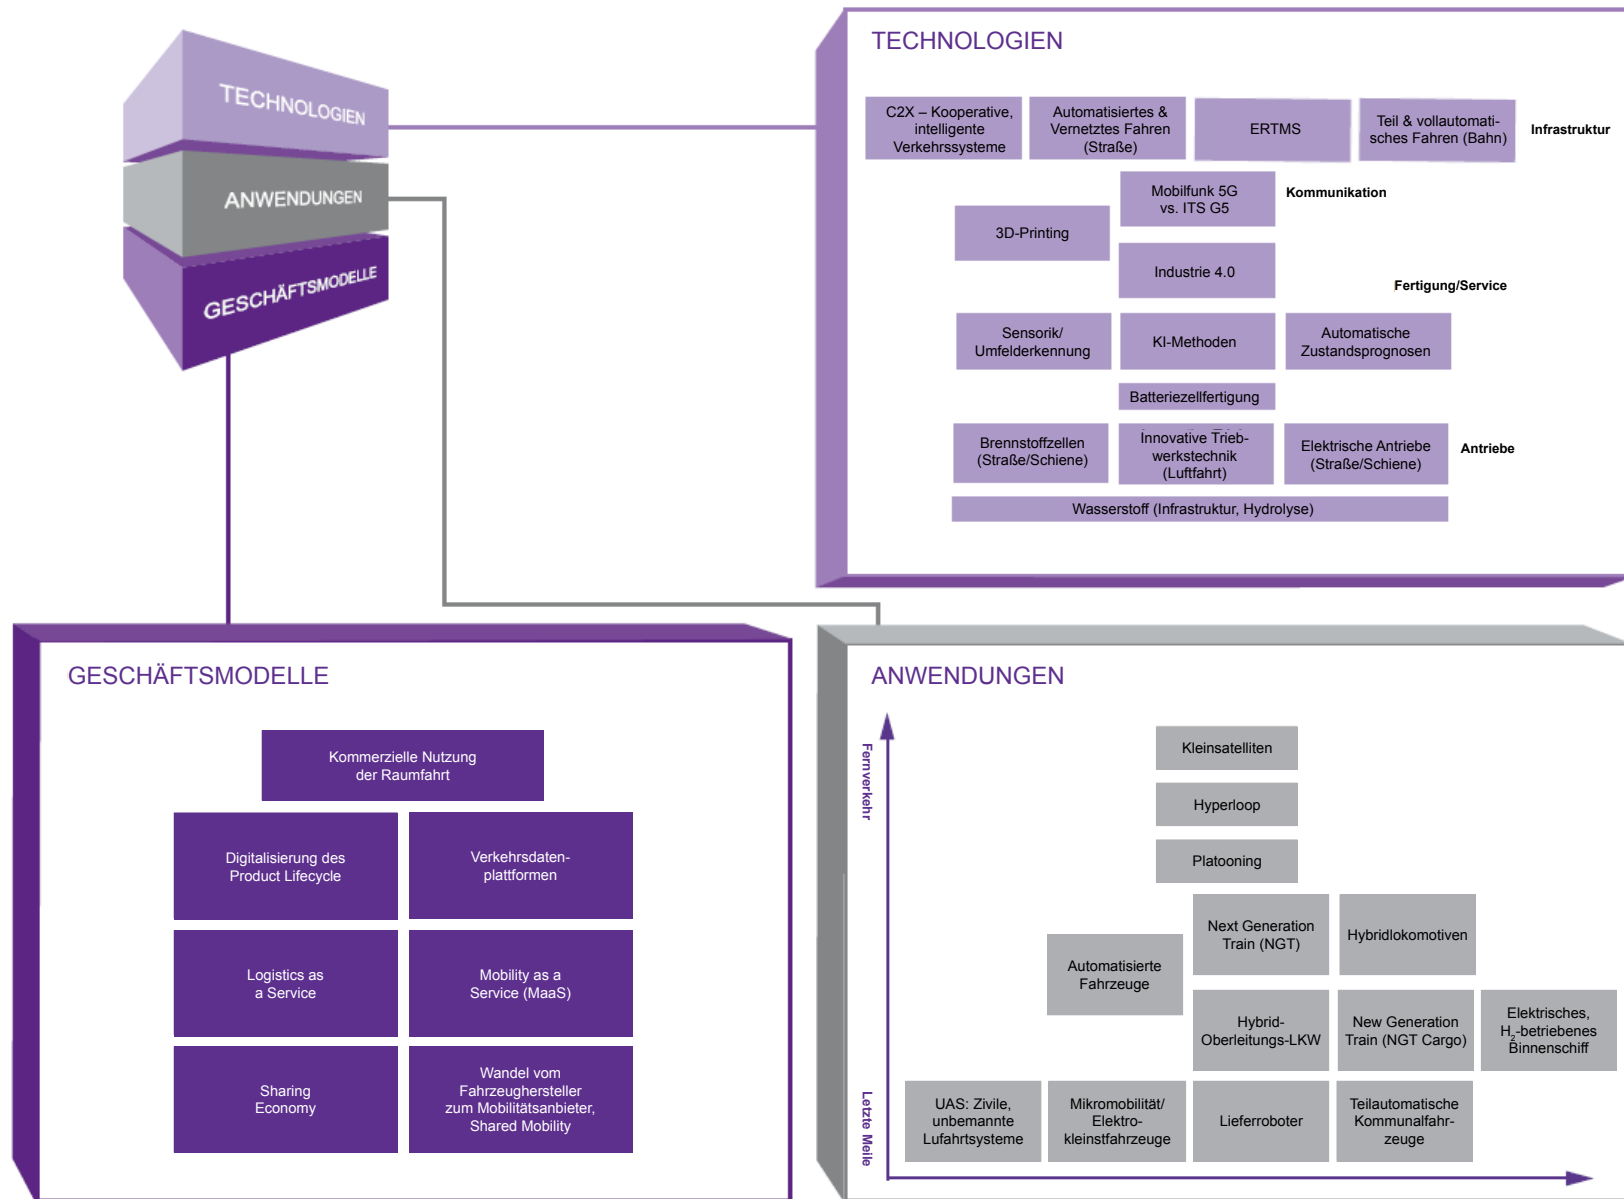 TECHNOLOGIEN
ANWENDUNGEN
GESCHÄFTSMODELLE
TECHNOLOGIEN
C2X – Kooperative,
intelligente
Verkehrssysteme
Automatisiertes &
Vernetztes Fahren
(Straße)
ERTMS
Teil & vollautomati-
sches Fahren (Bahn)
Infrastruktur
Mobilfunk 5G
vs. ITS G5
Kommunikation
3D-Printing
Industrie 4.0
Fertigung/Service
Sensorik/
Umfelderkennung
KI-Methoden
Automatische
Zustandsprognosen
Batteriezellfertigung
Brennstoffzellen
(Straße/Schiene)
Innovative Trieb-
werkstechnik
(Luftfahrt)
Elektrische Antriebe
(Straße/Schiene)
Antriebe
Wasserstoff (Infrastruktur, Hydrolyse)
GESCHÄFTSMODELLE
Kommerzielle Nutzung
der Raumfahrt
Digitalisierung des
Product Lifecycle
Verkehrsdaten-
plattformen
Logistics as
a Service
Mobility as a
Service (MaaS)
Sharing
Economy
Wandel vom
Fahrzeughersteller
zum Mobilitätsanbieter,
Shared Mobility
ANWENDUNGEN
Fernverkehr
Letzte Meile
Kleinsatelliten
Hyperloop
Platooning
Automatisierte
Fahrzeuge
Next Generation
Train (NGT)
Hybridlokomotiven
Hybrid-
Oberleitungs-LKW
New Generation
Train (NGT Cargo)
Elektrisches,
H₂-betriebenes
Binnenschiff
UAS: Zivile,
unbemannte
Lufahrtsysteme
Mikromobilität/
Elektro-
kleinstfahrzeuge
Lieferroboter
Teilautomatische
Kommunalfahr-
zeuge